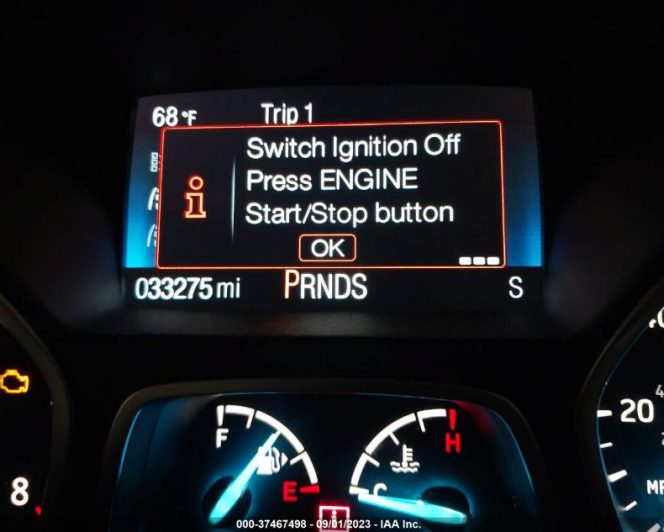 68 °F Trip 1
Switch Ignition Off
Press ENGINE
Start/Stop button
OK
033275 mi PRNDS S
20
F H
E C
8
000-37467498 - 09/01/2023 - IAA Inc.